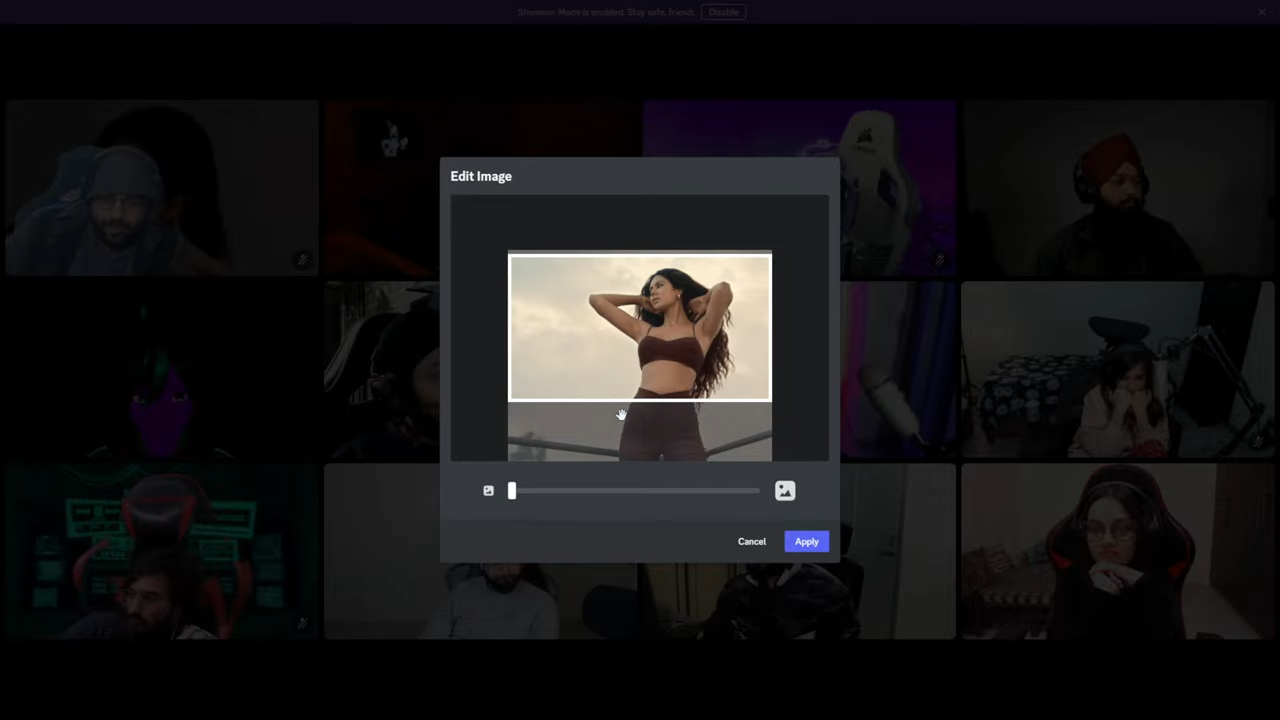 Streamer Mode is enabled. Stay safe, friend.
Disable
Edit Image
Cancel
Apply